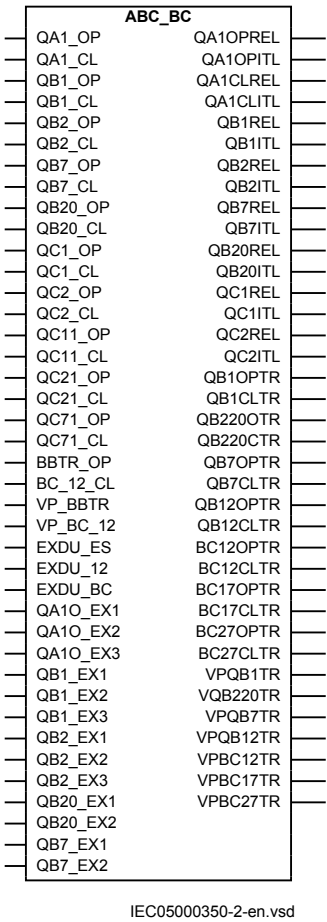 ABC_BC
QA1_OP QA1OPREL
QA1_CL QA1OPITL
QB1_OP QA1CLREL
QB1_CL QA1CLITL
QB2_OP QB1REL
QB2_CL QB1ITL
QB7_OP QB2REL
QB7_CL QB2ITL
QB20_OP QB7REL
QB20_CL QB7ITL
QC1_OP QB20REL
QC1_CL QB20ITL
QC2_OP QC1REL
QC2_CL QC1ITL
QC11_OP QC2REL
QC11_CL QC2ITL
QC21_OP QB1OPTR
QC21_CL QB1CLTR
QC71_OP QB220OTR
QC71_CL QB220CTR
BBTR_OP QB7OPTR
BC_12_CL QB7CLTR
VP_BBTR QB12OPTR
VP_BC_12 QB12CLTR
EXDU_ES BC12OPTR
EXDU_12 BC12CLTR
EXDU_BC BC17OPTR
QA1O_EX1 BC17CLTR
QA1O_EX2 BC27OPTR
QA1O_EX3 BC27CLTR
QB1_EX1 VPQB1TR
QB1_EX2 VQB220TR
QB1_EX3 VPQB7TR
QB2_EX1 VPQB12TR
QB2_EX2 VPBC12TR
QB2_EX3 VPBC17TR
QB20_EX1 VPBC27TR
QB20_EX2
QB7_EX1
QB7_EX2
IEC05000350-2-en.vsd